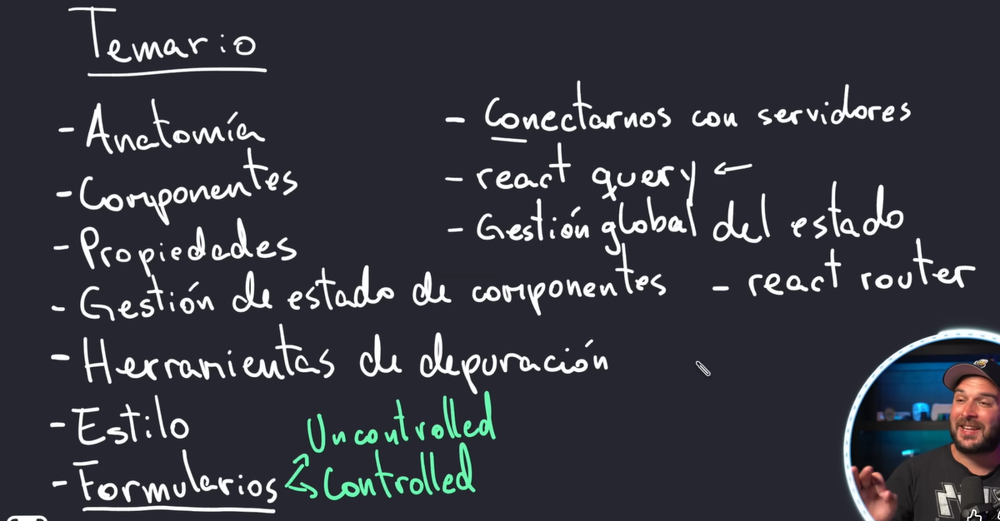 Temario
- Anatomía
- Componentes
- Propiedades
- Gestión de estado de componentes
- Herramientas de depuración
- Estilo
- Formularios
Uncontrolled
Controlled
- Conectarnos con servidores
- react query ←
- Gestión global del estado
- react router